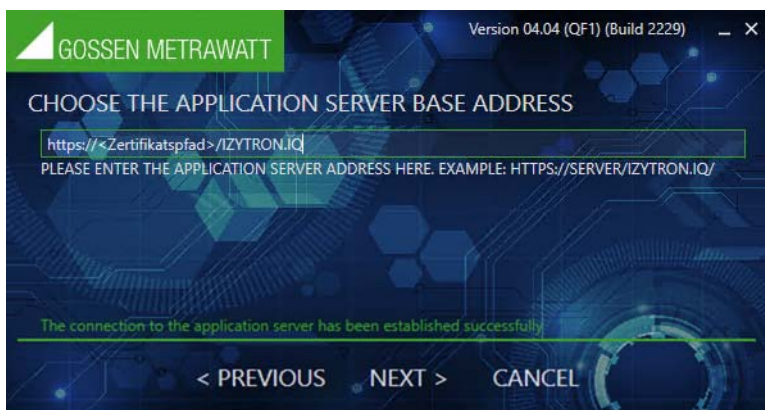 GOSSEN METRAWATT
Version 04.04 (QF1) (Build 2229)
CHOOSE THE APPLICATION SERVER BASE ADDRESS
https://<Zertifikatspfad>/IZYTRON.IQ
PLEASE ENTER THE APPLICATION SERVER ADDRESS HERE. EXAMPLE: HTTPS://SERVER/IZYTRON.IQ/
The connection to the application server has been established successfully
< PREVIOUS NEXT > CANCEL